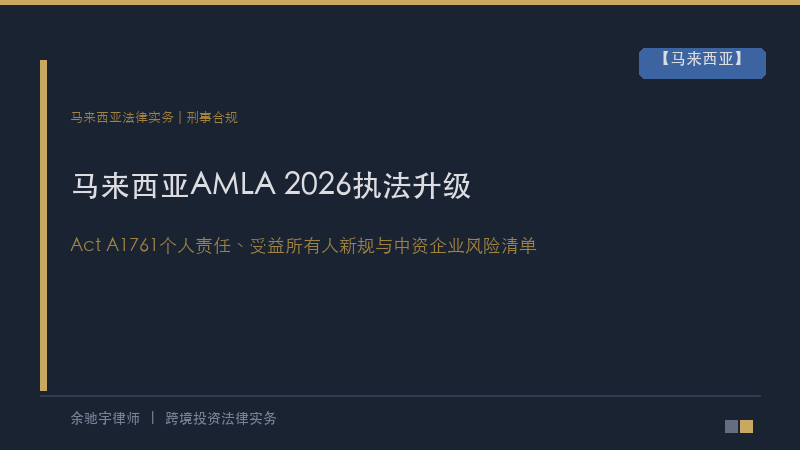 【马来西亚】
马来西亚法律实务 | 刑事合规
马来西亚AMLA 2026执法升级
Act A1761个人责任、受益所有人新规与中资企业风险清单
余驰宇律师 | 跨境投资法律实务